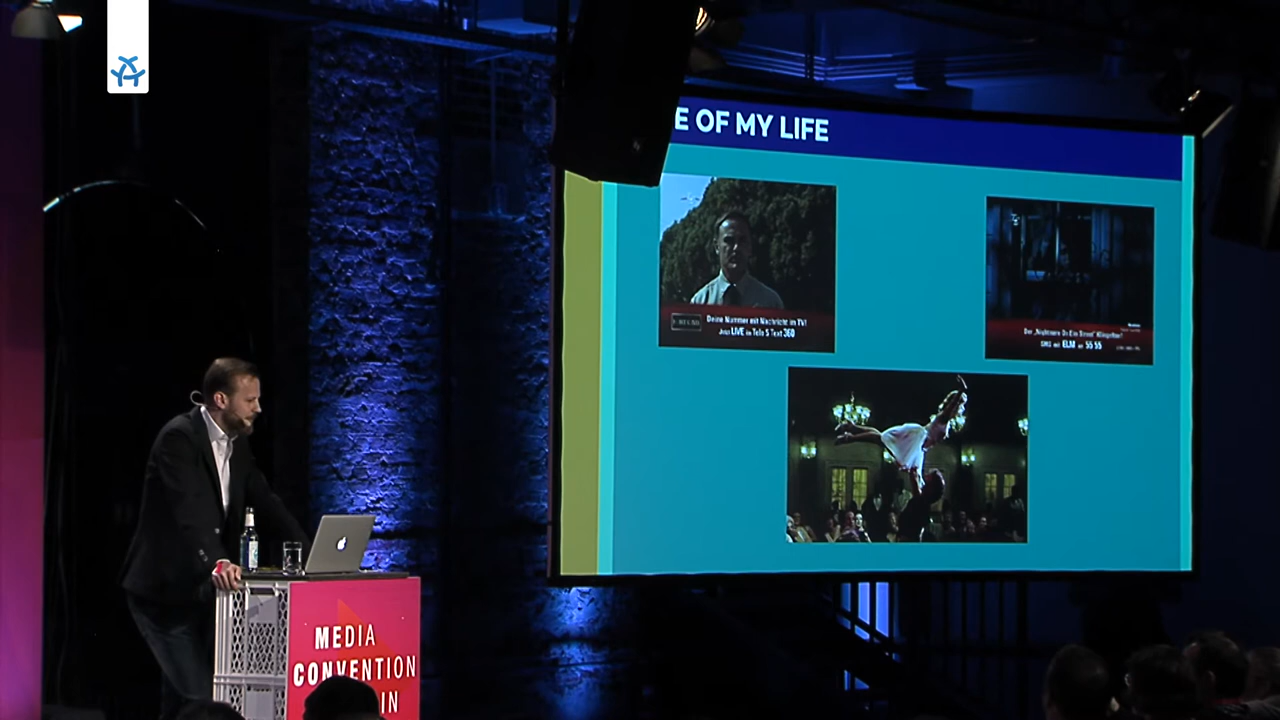 E OF MY LIFE
Deine Nummer mit Nachricht im TV!
Jetzt LIVE im Tele 5 Text 360
Der „Nightmare On Elm Street" Klingelton!
SMS mit ELM an 55 55
MEDIA
CONVENTION
IN